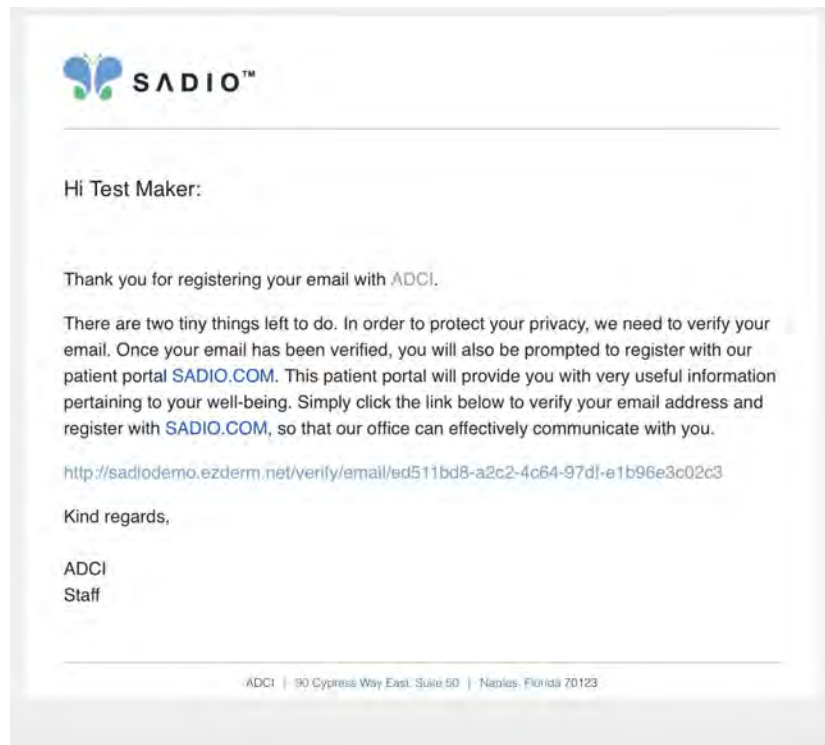 SADIO™
Hi Test Maker:
Thank you for registering your email with ADCI.
There are two tiny things left to do. In order to protect your privacy, we need to verify your
email. Once your email has been verified, you will also be prompted to register with our
patient portal SADIO.COM. This patient portal will provide you with very useful information
pertaining to your well-being. Simply click the link below to verify your email address and
register with SADIO.COM, so that our office can effectively communicate with you.
http://sadiodemo.ezderm.net/verify/email/ed511bd8-a2c2-4c64-97df-e1b96e3c02c3
Kind regards,
ADCI
Staff
ADCI | 90 Cypress Way East, Suite 50 | Naples, Florida 70123